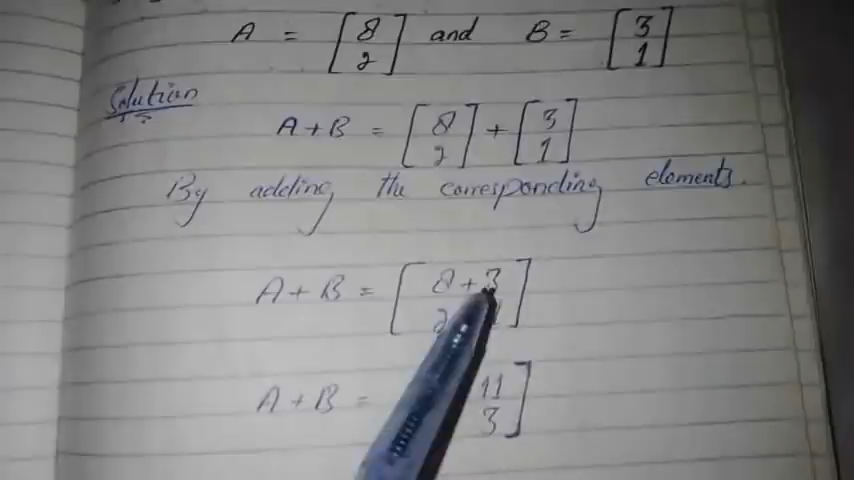 A = [8 2] and B = [3 1]
Solution
A + B = [8 2] + [3 1]
By adding the corresponding elements.
A + B = [8 + 3 2
A + B = 11 3]